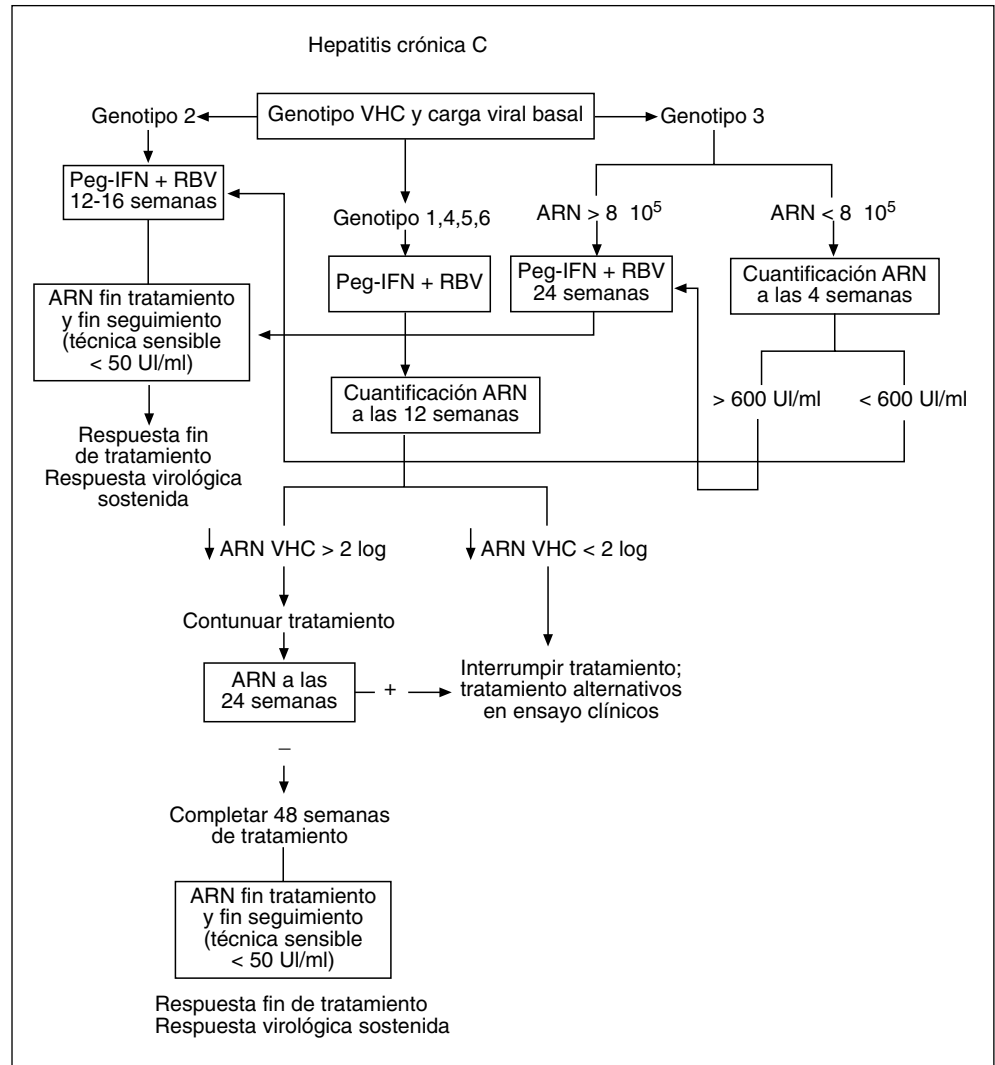 Hepatitis crónica C
Genotipo 2
Genotipo VHC y carga viral basal
Genotipo 3
Peg-IFN + RBV
12-16 semanas
Genotipo 1,4,5,6
ARN > 8 10⁵
ARN < 8 10⁵
Peg-IFN + RBV
Peg-IFN + RBV
24 semanas
Cuantificación ARN
a las 4 semanas
ARN fin tratamiento
y fin seguimiento
(técnica sensible
< 50 UI/ml)
Cuantificación ARN
a las 12 semanas
> 600 UI/ml
< 600 UI/ml
Respuesta fin
de tratamiento
Respuesta virológica
sostenida
ARN VHC > 2 log
ARN VHC < 2 log
Contunuar tratamiento
ARN a las
24 semanas
+
Interrumpir tratamiento;
tratamiento alternativos
en ensayo clínicos
–
Completar 48 semanas
de tratamiento
ARN fin tratamiento
y fin seguimiento
(técnica sensible
< 50 UI/ml)
Respuesta fin de tratamiento
Respuesta virológica sostenida